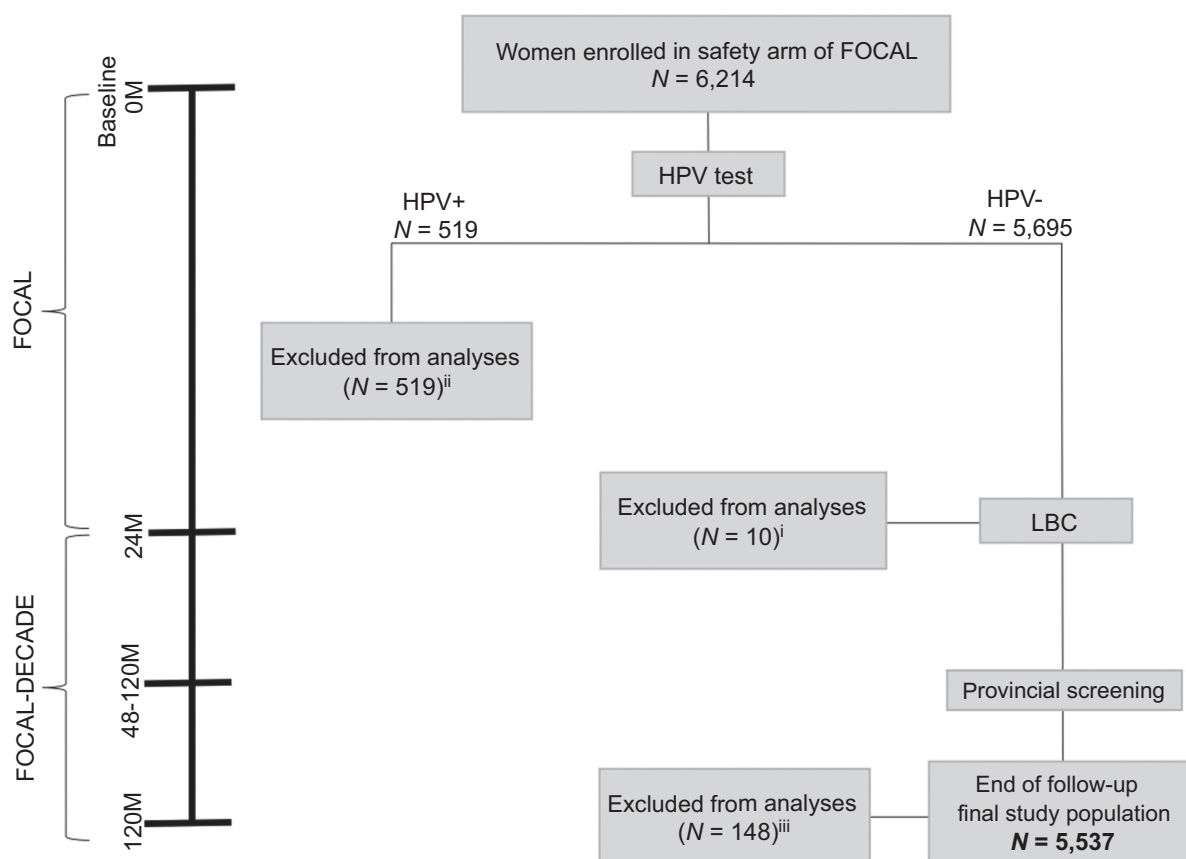 Women enrolled in safety arm of FOCAL
N = 6,214
Baseline
0M
HPV test
HPV+
N = 519
HPV-
N = 5,695
FOCAL
Excluded from analyses
(N = 519)ii
Excluded from analyses
(N = 10)i
LBC
24M
FOCAL-DECADE
48-120M
Provincial screening
120M
Excluded from analyses
(N = 148)iii
End of follow-up
final study population
N = 5,537